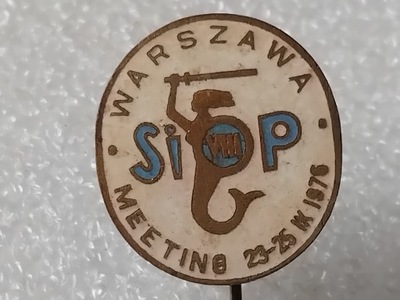 · WARSZAWA ·
SiOP
VIII
MEETING 23-25 IX 1976